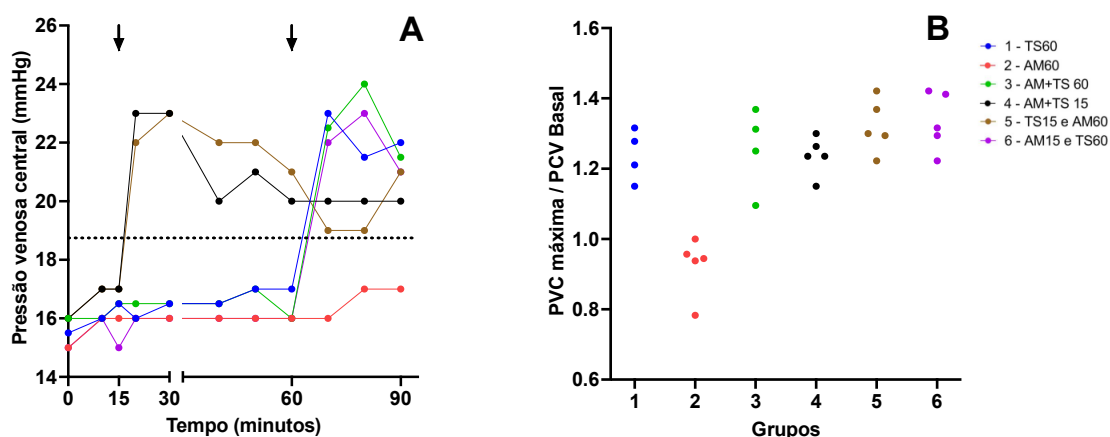 A
Pressão venosa central (mmHg)
26
24
22
20
18
16
14
0 15 30 60 90
Tempo (minutos)
B
PVC máxima / PCV Basal
1.6
1.4
1.2
1.0
0.8
0.6
1 2 3 4 5 6
Grupos
1 - TS60
2 - AM60
3 - AM+TS 60
4 - AM+TS 15
5 - TS15 e AM60
6 - AM15 e TS60